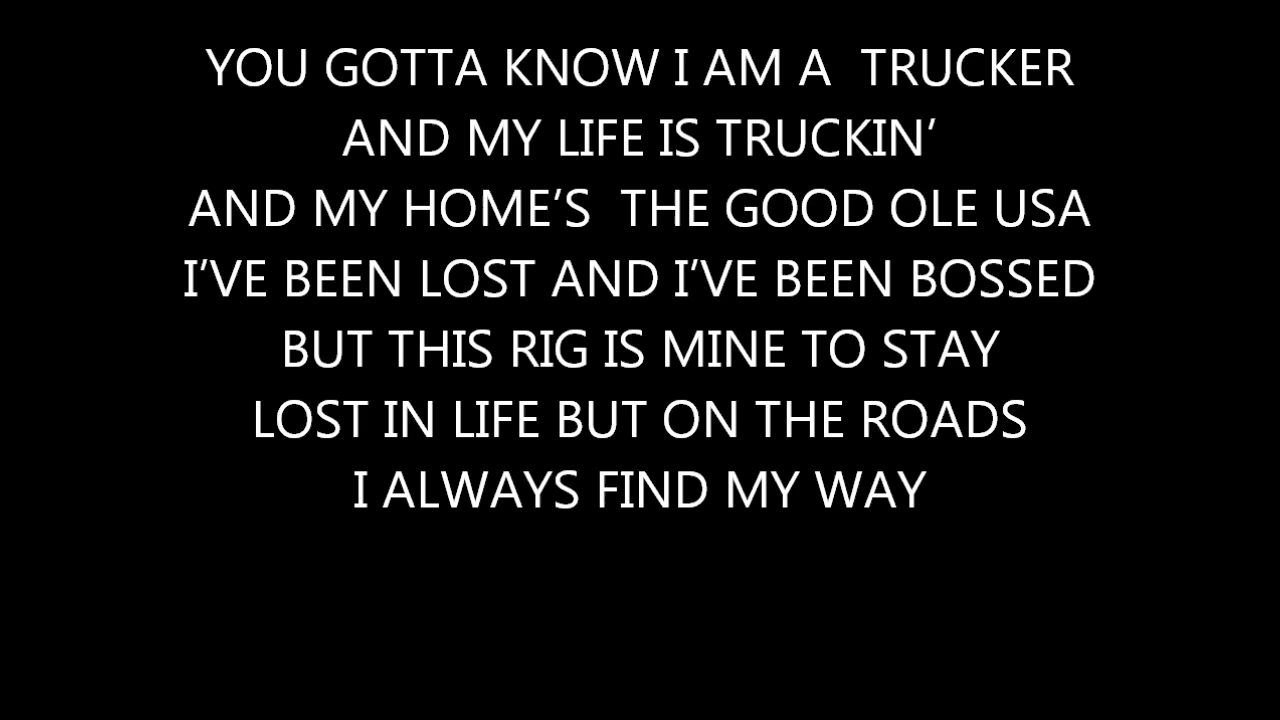 YOU GOTTA KNOW I AM A  TRUCKER
AND MY LIFE IS TRUCKIN’
AND MY HOME’S  THE GOOD OLE USA
I’VE BEEN LOST AND I’VE BEEN BOSSED
BUT THIS RIG IS MINE TO STAY
LOST IN LIFE BUT ON THE ROADS
I ALWAYS FIND MY WAY